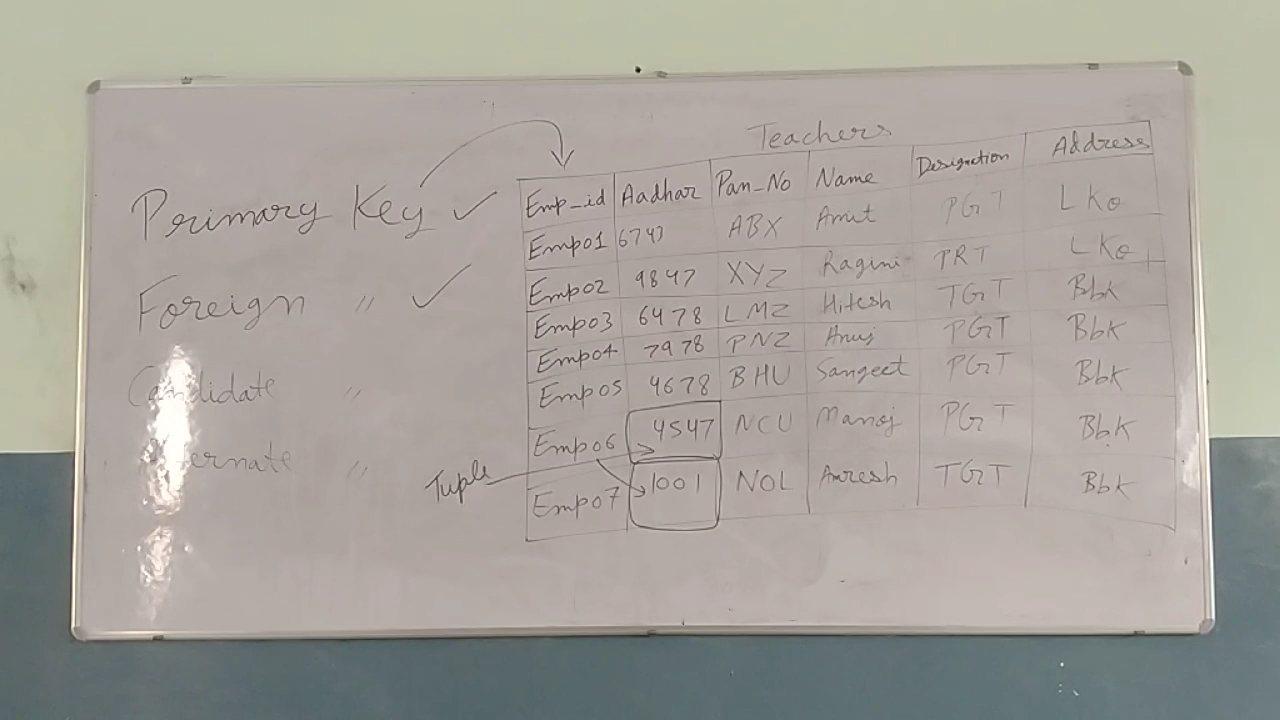 Teachers
Primary Key ✓
Foreign " ✓
Candidate "
Alternate "
Tuple
Emp_id Aadhar Pan_No Name Designation Address
Emp01 PGT LKo
Emp01 ABX Amit
Emp02 9847 XYZ Ragini PRT LKo
Emp03 6478 LMZ Hitesh TGT Bbk
Emp04 7978 PNZ Anuj PGT Bbk
Emp05 4678 BHU Sangeet PGT Bbk
Emp06 4547 NCU Manoj PGT Bbk
Emp07 1001 NOL Amresh TGT Bbk